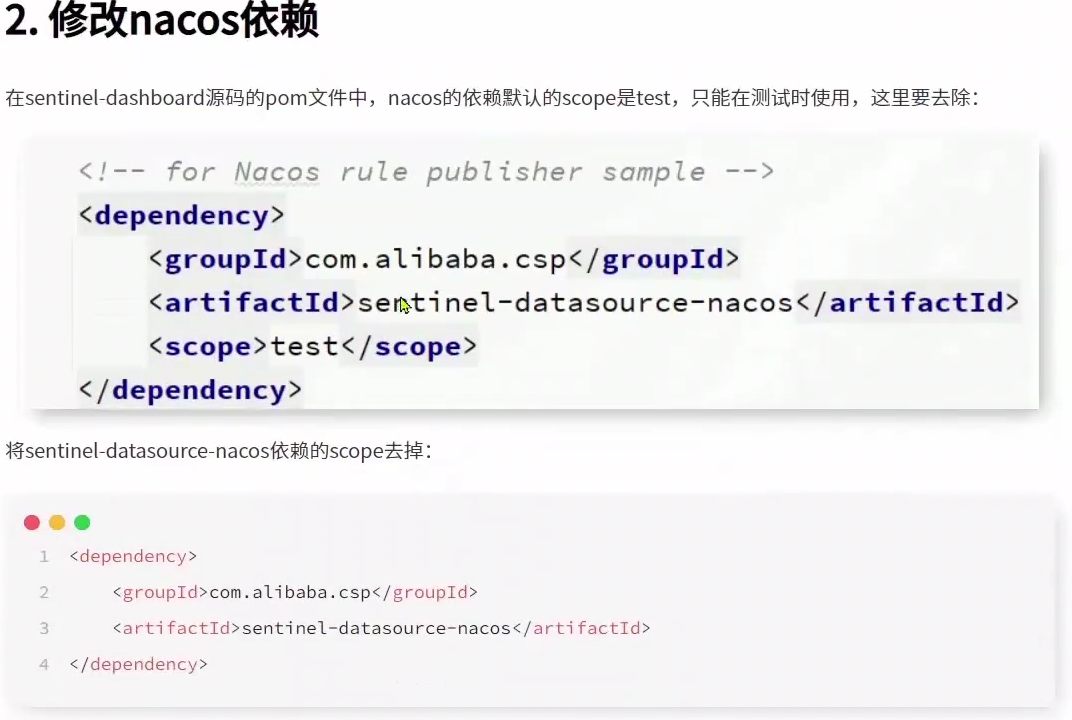 2. 修改nacos依赖
在sentinel-dashboard源码的pom文件中，nacos的依赖默认的scope是test，只能在测试时使用，这里要去除：
<!-- for Nacos rule publisher sample -->
<dependency>
    <groupId>com.alibaba.csp</groupId>
    <artifactId>sentinel-datasource-nacos</artifactId>
    <scope>test</scope>
</dependency>
将sentinel-datasource-nacos依赖的scope去掉：
1 <dependency>
2     <groupId>com.alibaba.csp</groupId>
3     <artifactId>sentinel-datasource-nacos</artifactId>
4 </dependency>